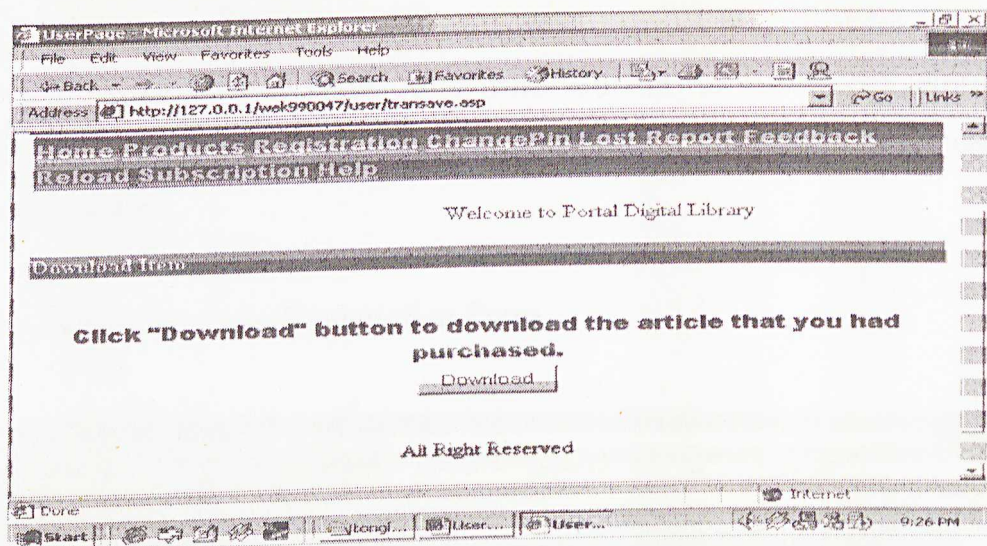 UserPage - Microsoft Internet Explorer
File Edit View Favorites Tools Help
Back Search Favorites History
Address http://127.0.0.1/wek990047/user/transave.asp Go Links »
Home Products Registration ChangePin Lost Report Feedback
Reload Subscription Help
Welcome to Portal Digital Library
Download Item
Click "Download" button to download the article that you had
purchased.
Download
All Right Reserved
Done Internet
Start User... User... 9:26 PM